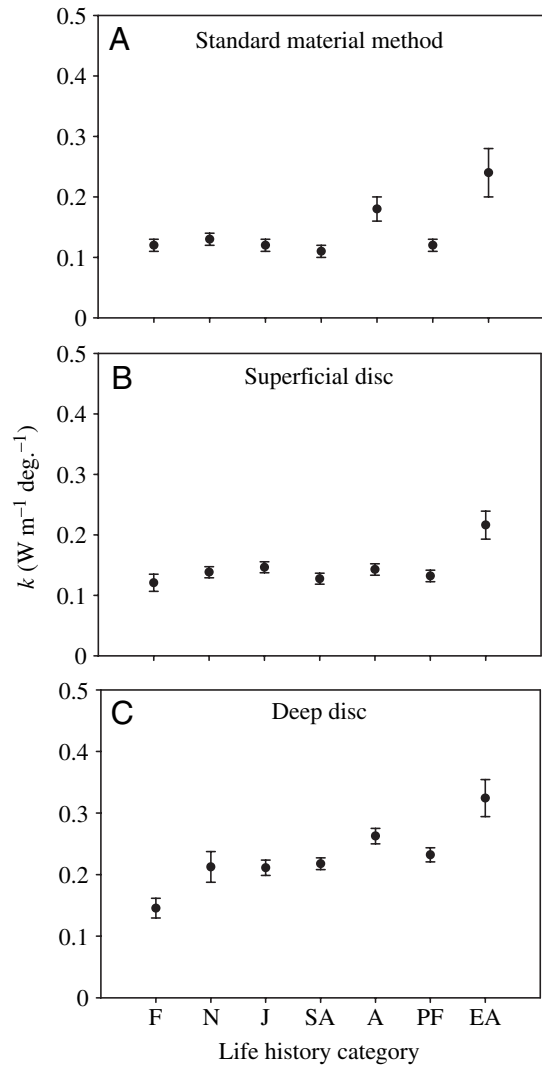 A
Standard material method
0.5
0.4
0.3
0.2
0.1
0
B
Superficial disc
0.5
0.4
0.3
0.2
0.1
0
k (W m⁻¹ deg.⁻¹)
C
Deep disc
0.5
0.4
0.3
0.2
0.1
0
F N J SA A PF EA
Life history category